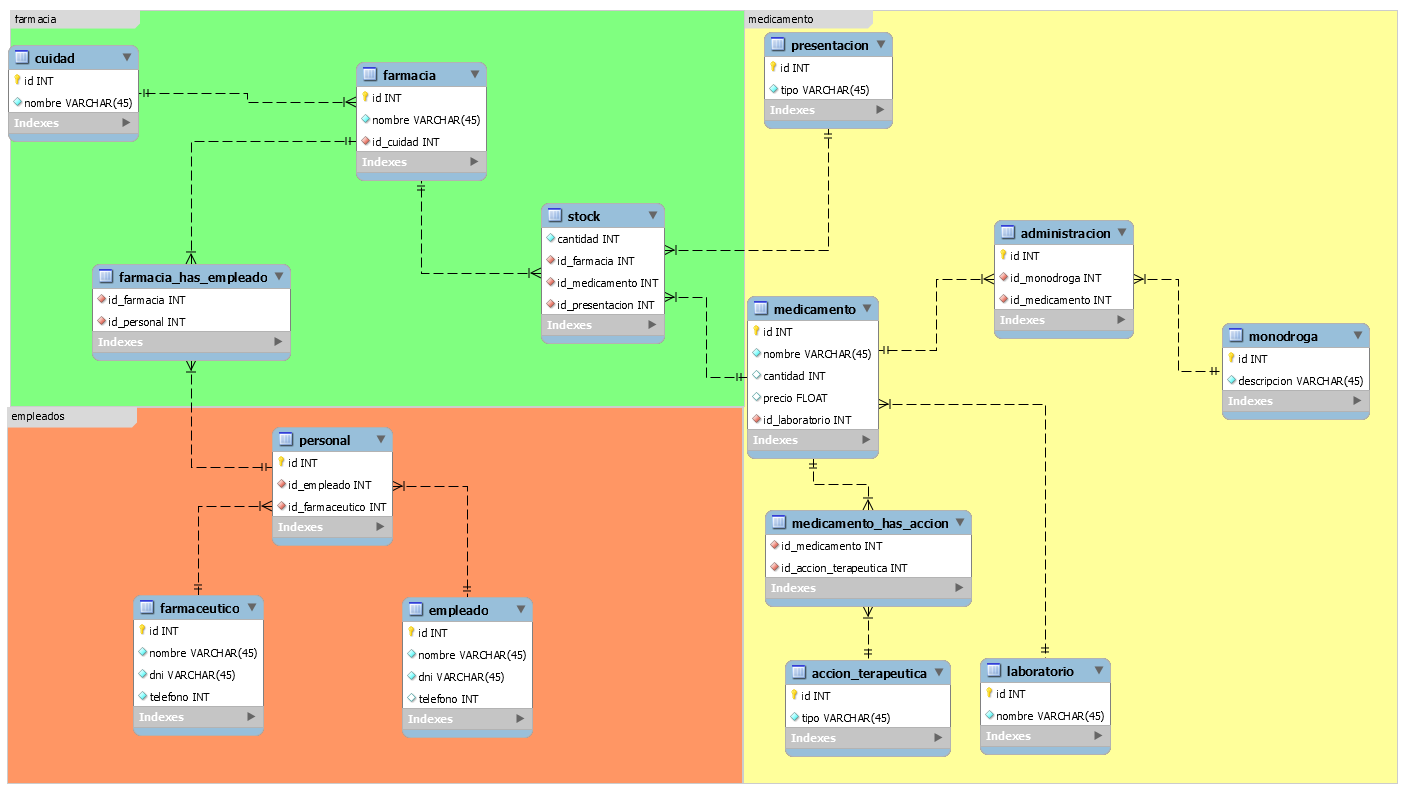 farmacia
cuidad
id INT
nombre VARCHAR(45)
Indexes
farmacia
id INT
nombre VARCHAR(45)
id_cuidad INT
Indexes
stock
cantidad INT
id_farmacia INT
id_medicamento INT
id_presentacion INT
Indexes
farmacia_has_empleado
id_farmacia INT
id_personal INT
Indexes
empleados
personal
id INT
id_empleado INT
id_farmaceutico INT
Indexes
farmaceutico
id INT
nombre VARCHAR(45)
dni VARCHAR(45)
telefono INT
Indexes
empleado
id INT
nombre VARCHAR(45)
dni VARCHAR(45)
telefono INT
Indexes
medicamento
presentacion
id INT
tipo VARCHAR(45)
Indexes
administracion
id INT
id_monodroga INT
id_medicamento INT
Indexes
medicamento
id INT
nombre VARCHAR(45)
cantidad INT
precio FLOAT
id_laboratorio INT
Indexes
monodroga
id INT
descripcion VARCHAR(45)
Indexes
medicamento_has_accion
id_medicamento INT
id_accion_terapeutica INT
Indexes
accion_terapeutica
id INT
tipo VARCHAR(45)
Indexes
laboratorio
id INT
nombre VARCHAR(45)
Indexes